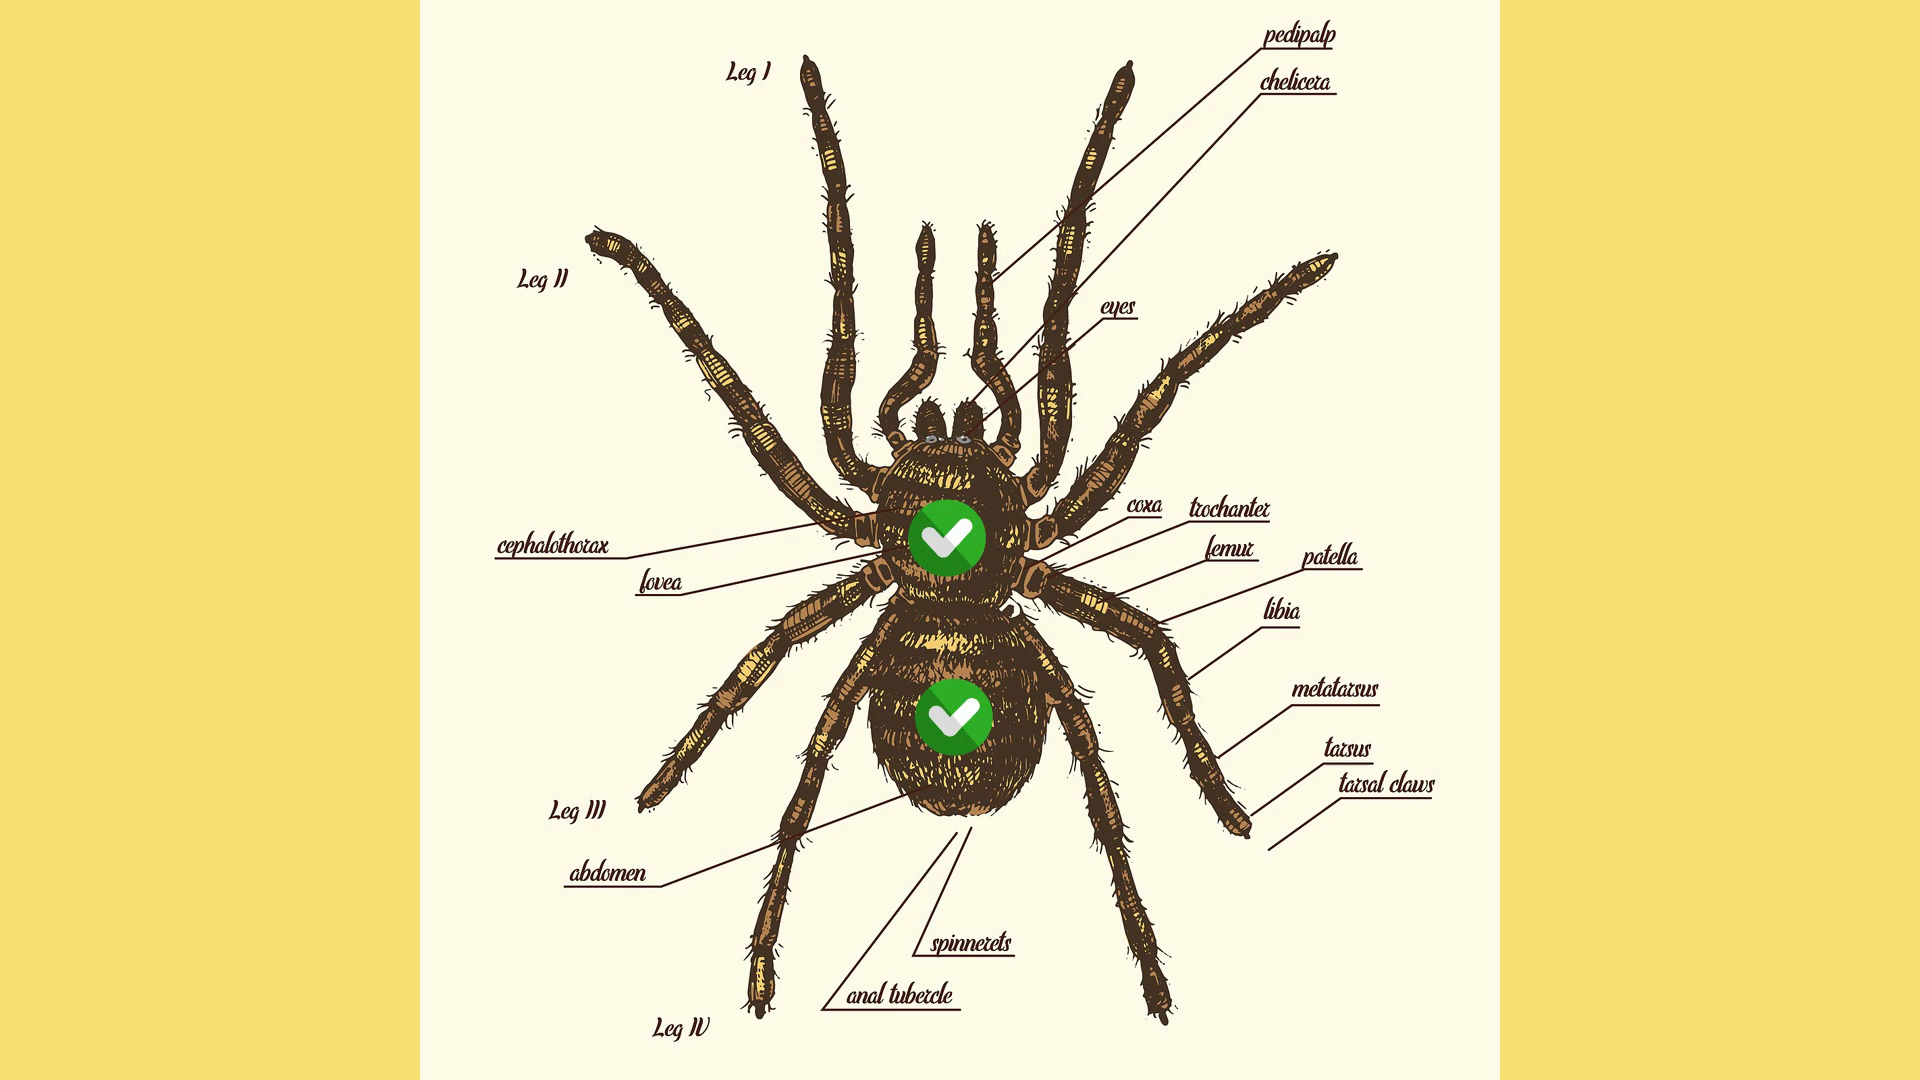 pedipalp
Leg I
chelicera
Leg II
eyes
coxa
trochanter
cephalothorax
femur
patella
fovea
libia
metatarsus
tarsus
tarsal claws
Leg III
abdomen
spinnerets
anal tubercle
Leg IV